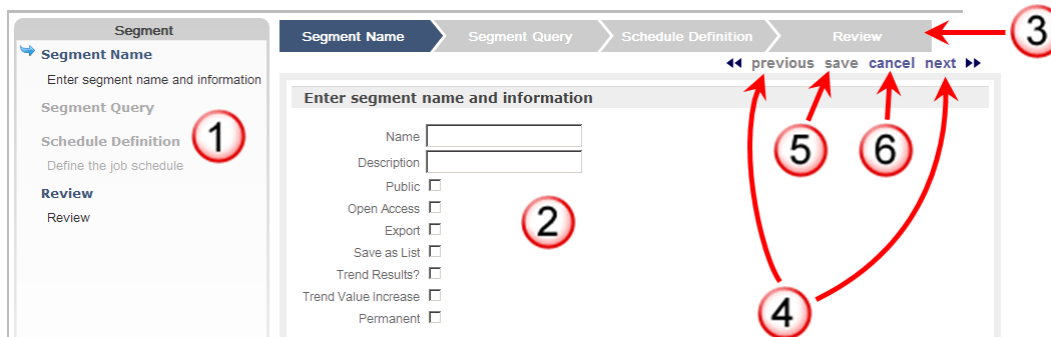 Segment
Segment Name
Enter segment name and information
Segment Query
Schedule Definition
Define the job schedule
Review
Review
1
Segment Name Segment Query Schedule Definition Review
3
previous save cancel next
Enter segment name and information
Name
Description
Public
Open Access
Export
Save as List
Trend Results?
Trend Value Increase
Permanent
5
6
2
4